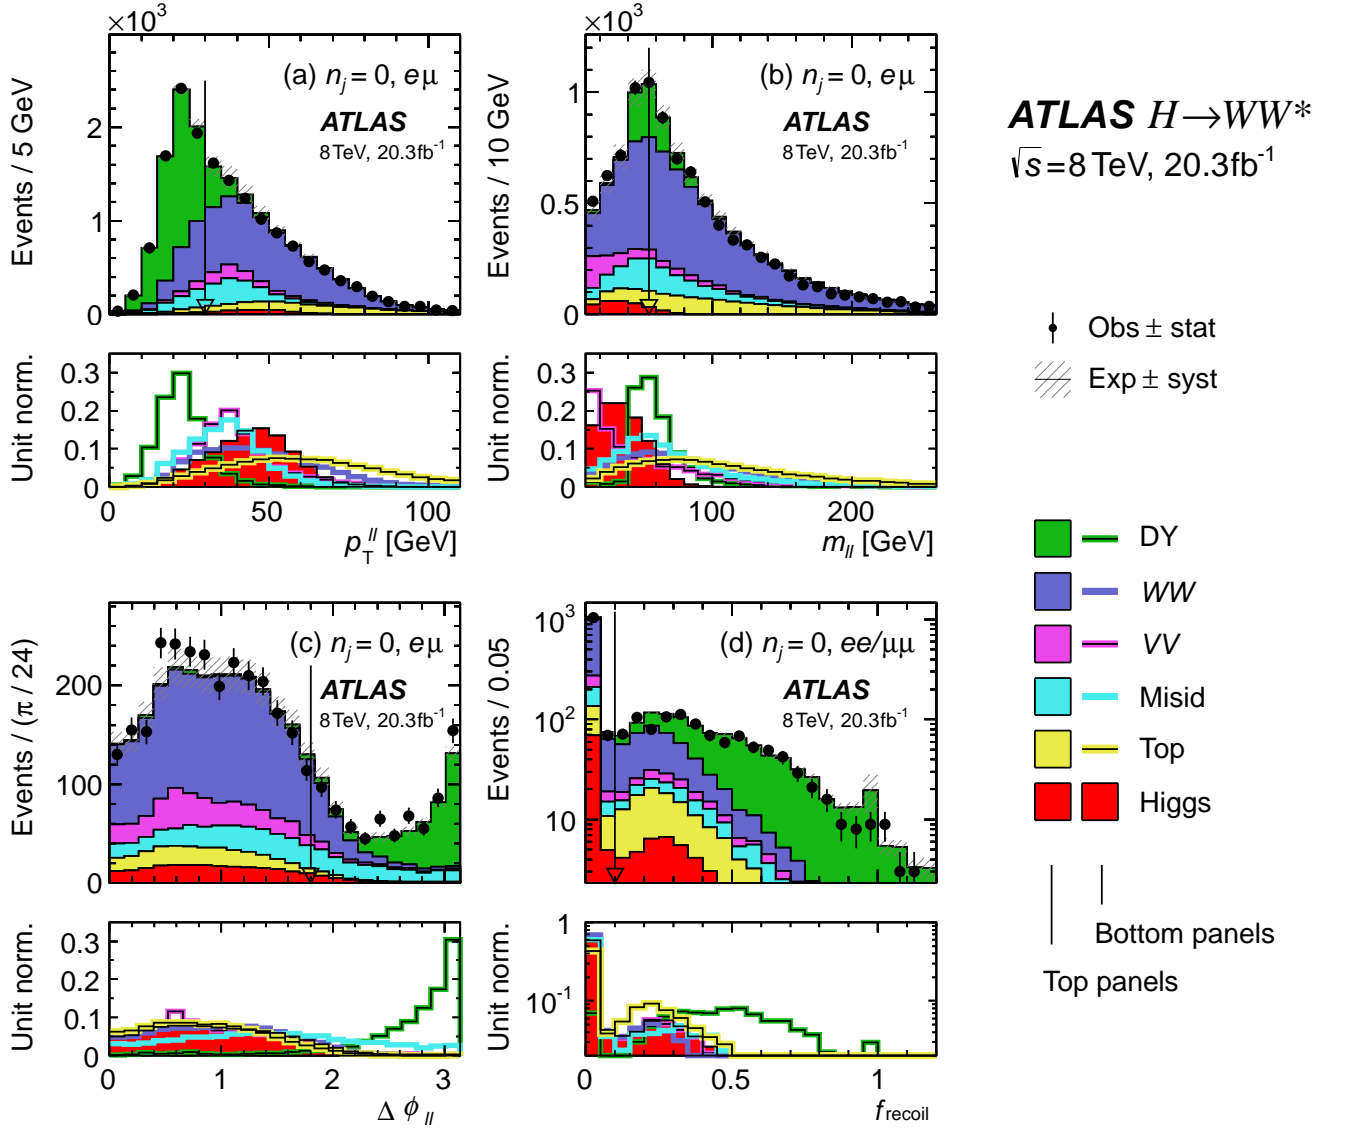 ×10³
Events / 5 GeV
2
1
0
(a) nⱼ = 0, eμ
ATLAS
8 TeV, 20.3fb⁻¹
Unit norm.
0.3
0.2
0.1
0
0 50 100
p_T^ll [GeV]
×10³
Events / 10 GeV
1
0.5
0
(b) nⱼ = 0, eμ
ATLAS
8 TeV, 20.3fb⁻¹
Unit norm.
0.3
0.2
0.1
0
100 200
m_ll [GeV]
Events / (π / 24)
200
100
0
(c) nⱼ = 0, eμ
ATLAS
8 TeV, 20.3fb⁻¹
Unit norm.
0.3
0.2
0.1
0
0 1 2 3
Δ ϕ_ll
Events / 0.05
10³
10²
10
(d) nⱼ = 0, ee/μμ
ATLAS
8 TeV, 20.3fb⁻¹
Unit norm.
1
10⁻¹
0 0.5 1
f_recoil
ATLAS H→WW*
√s = 8 TeV, 20.3fb⁻¹
Obs ± stat
Exp ± syst
DY
WW
VV
Misid
Top
Higgs
Bottom panels
Top panels